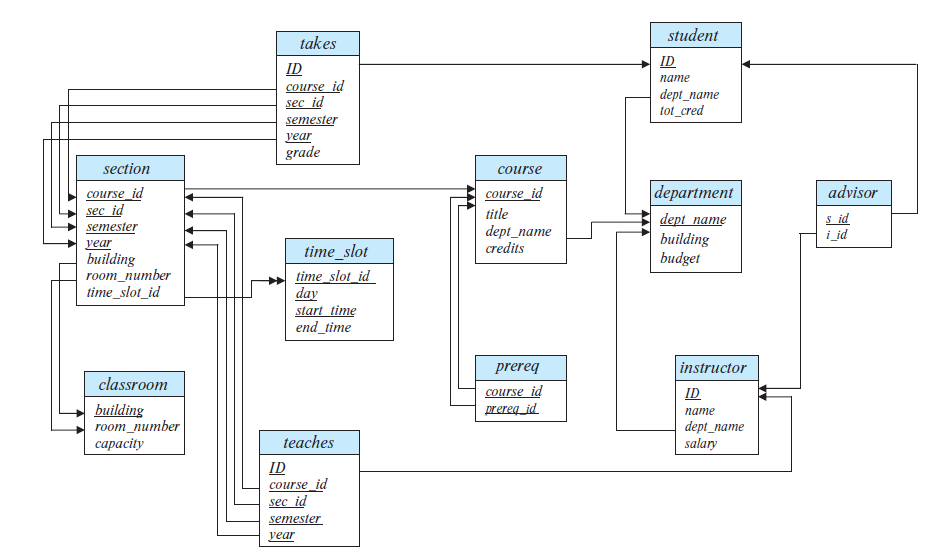 takes
ID
course_id
sec_id
semester
year
grade
student
ID
name
dept_name
tot_cred
section
course_id
sec_id
semester
year
building
room_number
time_slot_id
course
course_id
title
dept_name
credits
department
dept_name
building
budget
advisor
s_id
i_id
time_slot
time_slot_id
day
start_time
end_time
prereq
course_id
prereq_id
instructor
ID
name
dept_name
salary
classroom
building
room_number
capacity
teaches
ID
course_id
sec_id
semester
year